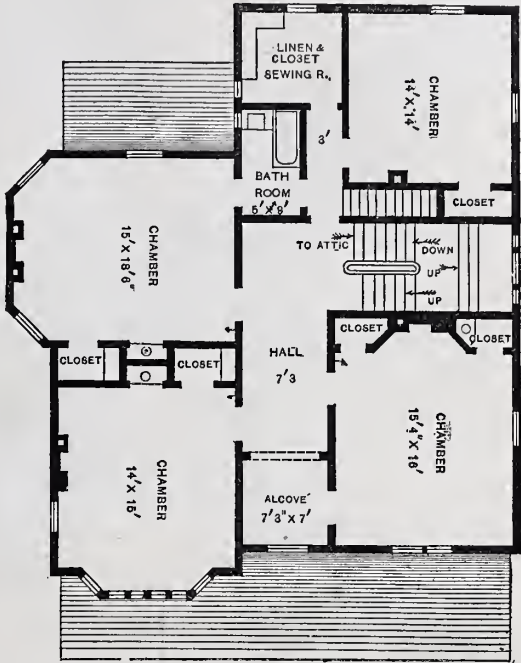 LINEN &
CLOSET
SEWING R.
CHAMBER
14' X 14'
3'
BATH
ROOM
5' X 9'
CLOSET
CHAMBER
15' X 18'6"
TO ATTIC
DOWN
UP
UP
CLOSET
CLOSET
CLOSET
CLOSET
HALL
7'3
CHAMBER
15'4" X 16'
CHAMBER
14' X 15'
ALCOVE
7'3" X 7'